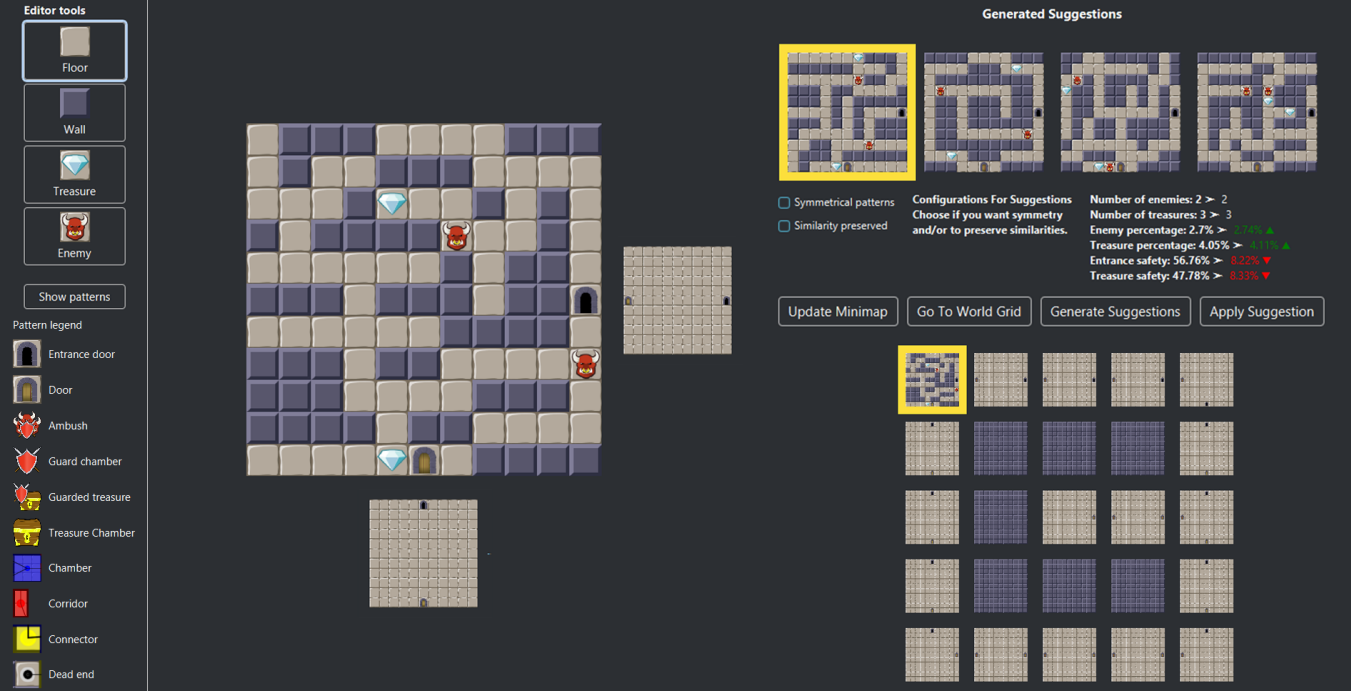 Editor tools
Floor
Wall
Treasure
Enemy
Show patterns
Pattern legend
Entrance door
Door
Ambush
Guard chamber
Guarded treasure
Treasure Chamber
Chamber
Corridor
Connector
Dead end
Generated Suggestions
Symmetrical patterns
Similarity preserved
Configurations For Suggestions
Choose if you want symmetry
and/or to preserve similarities.
Number of enemies: 2 ➢ 2
Number of treasures: 3 ➢ 3
Enemy percentage: 2.7% ➢ 2.74% ▲
Treasure percentage: 4.05% ➢ 4.11% ▲
Entrance safety: 56.76% ➢ 8.22% ▼
Treasure safety: 47.78% ➢ 8.33% ▼
Update Minimap
Go To World Grid
Generate Suggestions
Apply Suggestion